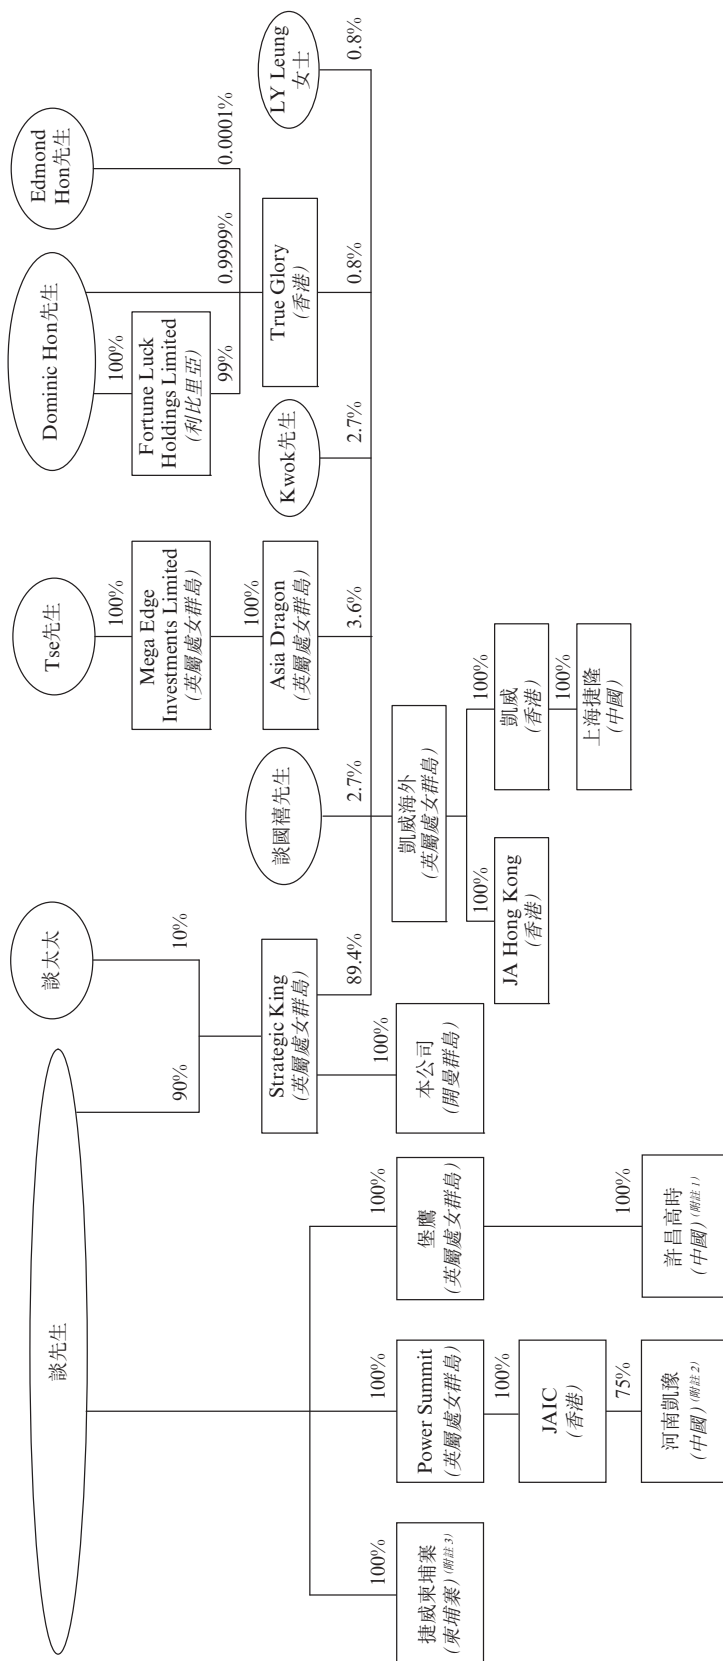 談先生
談太太
Tse先生
Dominic Hon先生
Edmond
Hon先生
90%
10%
100%
100%
0.9999%
0.0001%
Mega Edge
Investments Limited
(英屬處女群島)
Fortune Luck
Holdings Limited
(利比里亞)
100%
99%
Strategic King
(英屬處女群島)
談國禧先生
Asia Dragon
(英屬處女群島)
Kwok先生
True Glory
(香港)
LY Leung
女士
89.4%
2.7%
3.6%
2.7%
0.8%
0.8%
100%
100%
100%
100%
捷威柬埔寨
(柬埔寨)(附註 3)
Power Summit
(英屬處女群島)
堡鷹
(英屬處女群島)
本公司
(開曼群島)
凱威海外
(英屬處女群島)
100%
100%
100%
JAIC
(香港)
JA Hong Kong
(香港)
凱威
(香港)
75%
100%
100%
河南凱豫
(中國)(附註 2)
許昌高時
(中國)(附註 1)
上海捷隆
(中國)